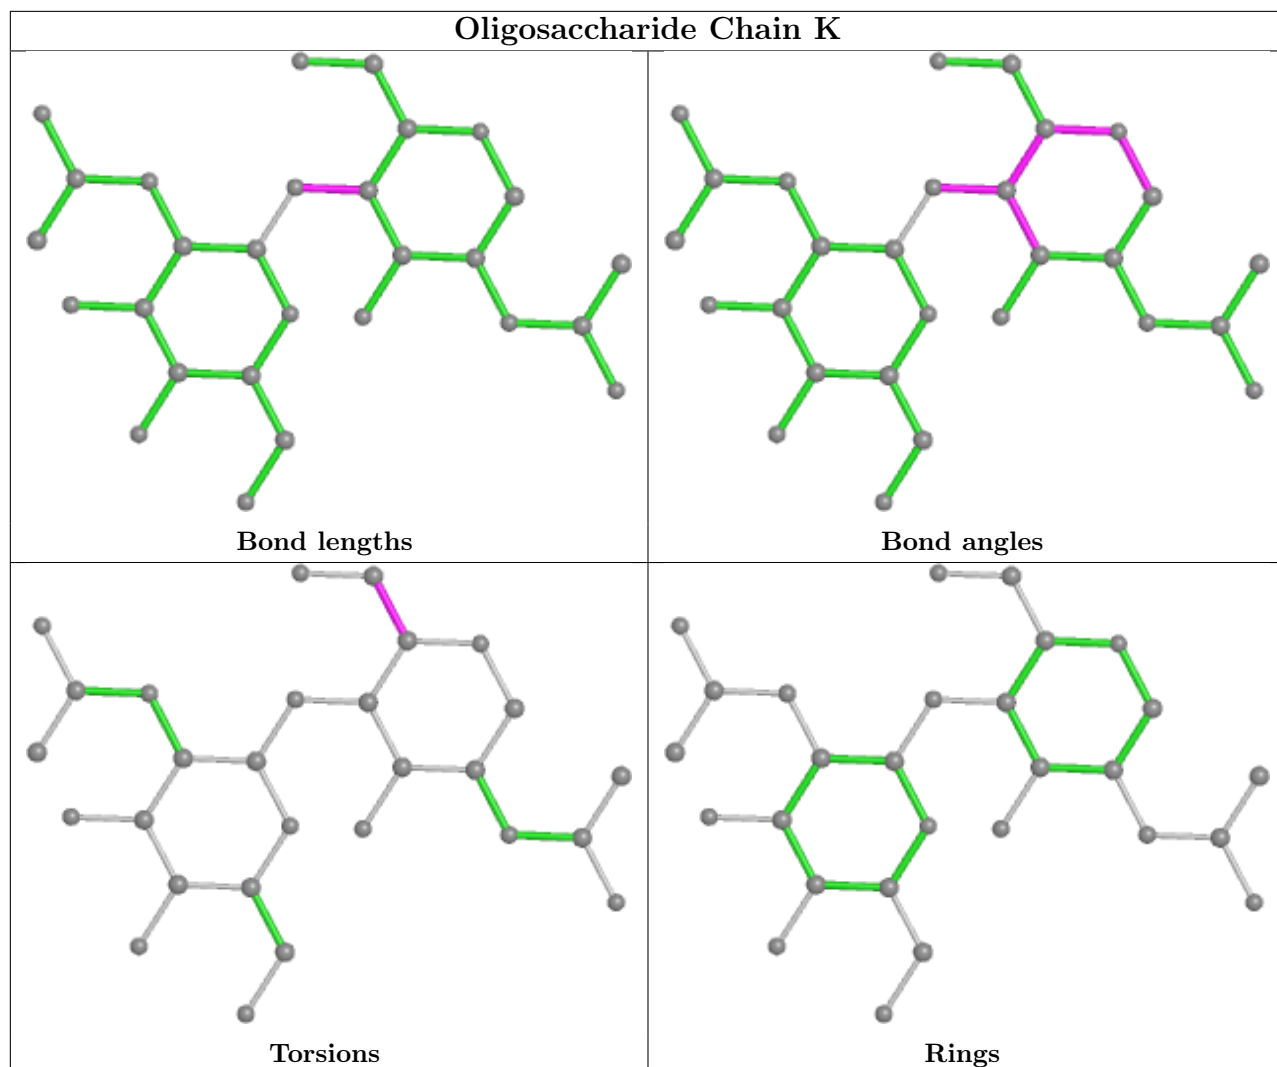 Oligosaccharide Chain K
Bond lengths
Bond angles
Torsions
Rings